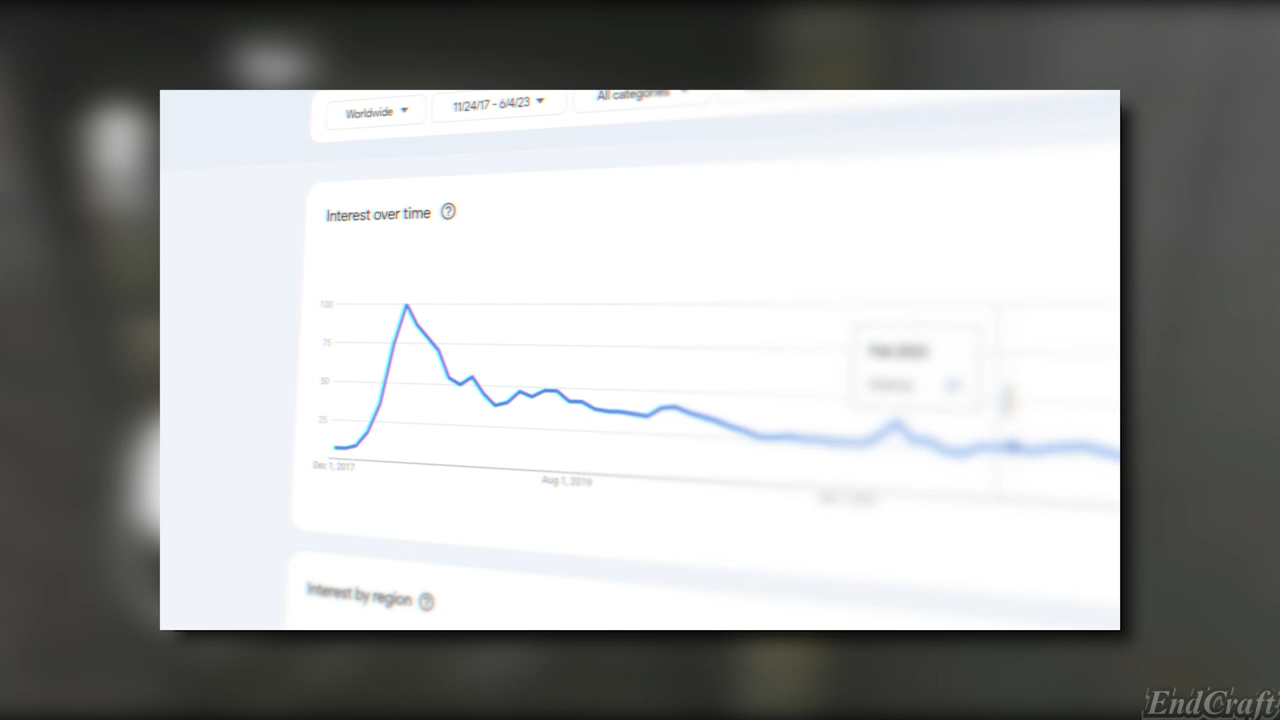 Worldwide
11/24/17 - 6/4/23
All categories
Interest over time
100
75
50
25
Dec 1, 2017
Aug 1, 2019
Interest by region
EndCraft